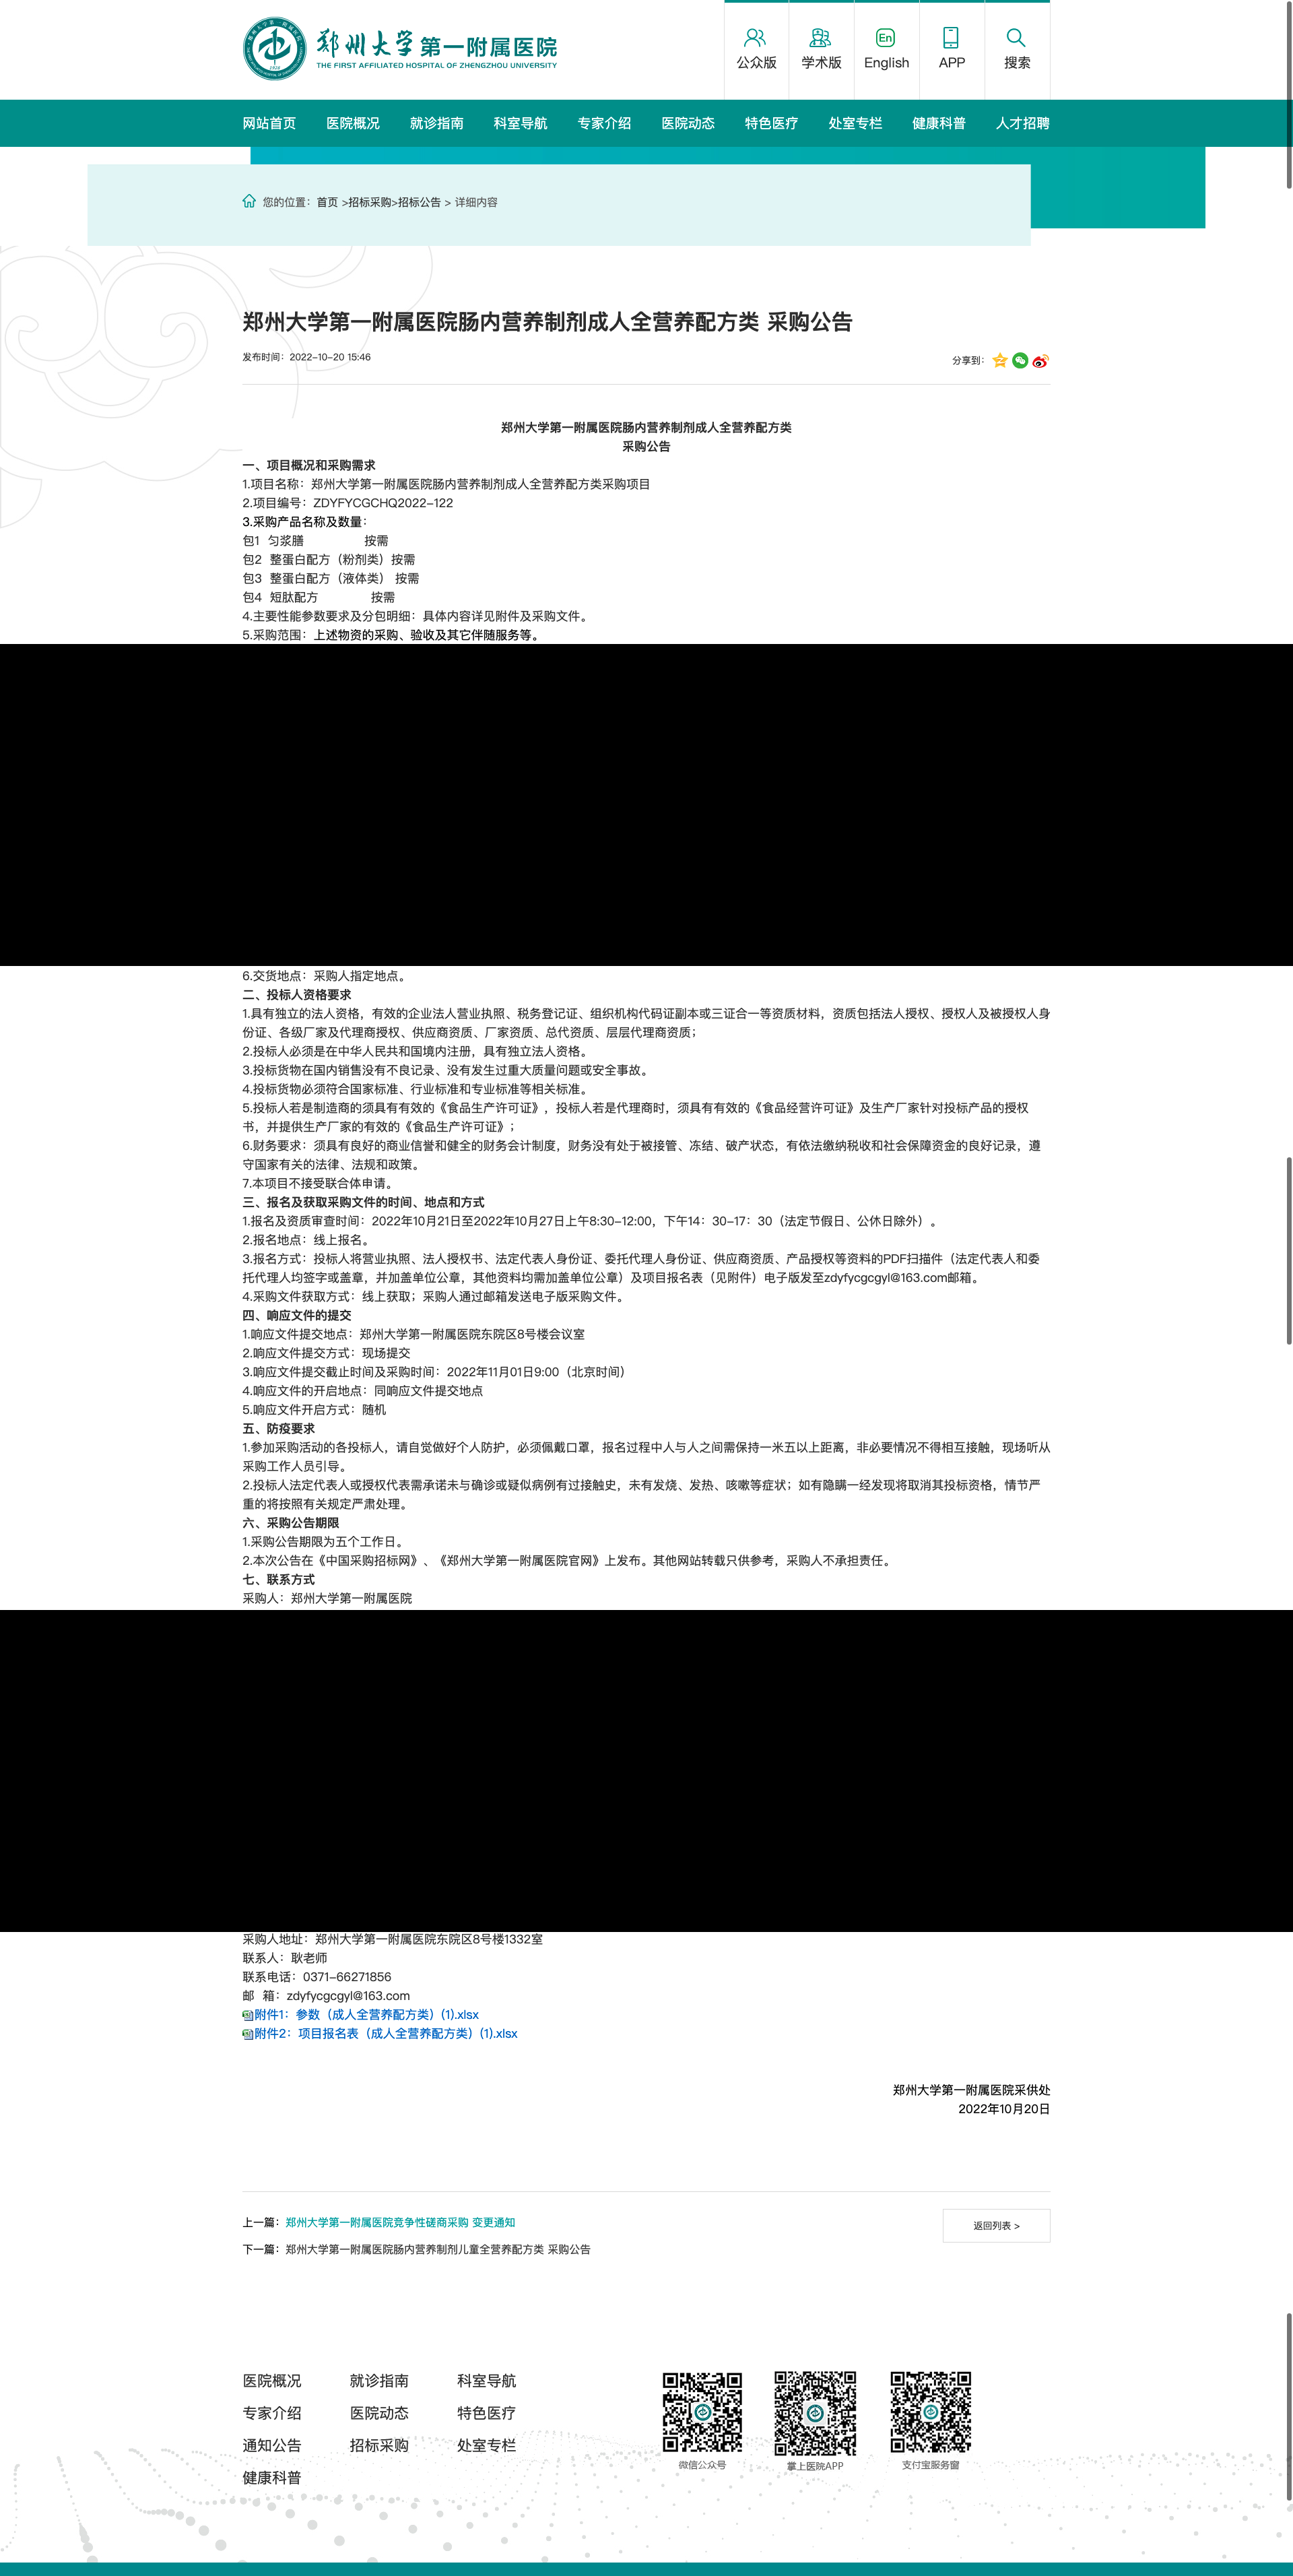 郑州大学 第一附属医院
THE FIRST AFFILIATED HOSPITAL OF ZHENGZHOU UNIVERSITY
公众版 学术版 En English APP 搜索
网站首页 医院概况 就诊指南 科室导航 专家介绍 医院动态 特色医疗 处室专栏 健康科普 人才招聘
您的位置：首页 >招标采购>招标公告 > 详细内容
郑州大学第一附属医院肠内营养制剂成人全营养配方类 采购公告
发布时间：2022-10-20 15:46
分享到：
郑州大学第一附属医院肠内营养制剂成人全营养配方类
采购公告
一、项目概况和采购需求
1.项目名称：郑州大学第一附属医院肠内营养制剂成人全营养配方类采购项目
2.项目编号：ZDYFYCGCHQ2022-122
3.采购产品名称及数量：
包1 匀浆膳 按需
包2 整蛋白配方（粉剂类）按需
包3 整蛋白配方（液体类） 按需
包4 短肽配方 按需
4.主要性能参数要求及分包明细：具体内容详见附件及采购文件。
5.采购范围：上述物资的采购、验收及其它伴随服务等。
6.交货地点：采购人指定地点。
二、投标人资格要求
1.具有独立的法人资格，有效的企业法人营业执照、税务登记证、组织机构代码证副本或三证合一等资质材料，资质包括法人授权、授权人及被授权人身
份证、各级厂家及代理商授权、供应商资质、厂家资质、总代资质、层层代理商资质；
2.投标人必须是在中华人民共和国境内注册，具有独立法人资格。
3.投标货物在国内销售没有不良记录、没有发生过重大质量问题或安全事故。
4.投标货物必须符合国家标准、行业标准和专业标准等相关标准。
5.投标人若是制造商的须具有有效的《食品生产许可证》，投标人若是代理商时，须具有有效的《食品经营许可证》及生产厂家针对投标产品的授权
书，并提供生产厂家的有效的《食品生产许可证》；
6.财务要求：须具有良好的商业信誉和健全的财务会计制度，财务没有处于被接管、冻结、破产状态，有依法缴纳税收和社会保障资金的良好记录，遵
守国家有关的法律、法规和政策。
7.本项目不接受联合体申请。
三、报名及获取采购文件的时间、地点和方式
1.报名及资质审查时间：2022年10月21日至2022年10月27日上午8:30-12:00，下午14：30-17：30（法定节假日、公休日除外）。
2.报名地点：线上报名。
3.报名方式：投标人将营业执照、法人授权书、法定代表人身份证、委托代理人身份证、供应商资质、产品授权等资料的PDF扫描件（法定代表人和委
托代理人均签字或盖章，并加盖单位公章，其他资料均需加盖单位公章）及项目报名表（见附件）电子版发至zdyfycgcgyl@163.com邮箱。
4.采购文件获取方式：线上获取；采购人通过邮箱发送电子版采购文件。
四、响应文件的提交
1.响应文件提交地点：郑州大学第一附属医院东院区8号楼会议室
2.响应文件提交方式：现场提交
3.响应文件提交截止时间及采购时间：2022年11月01日9:00（北京时间）
4.响应文件的开启地点：同响应文件提交地点
5.响应文件开启方式：随机
五、防疫要求
1.参加采购活动的各投标人，请自觉做好个人防护，必须佩戴口罩，报名过程中人与人之间需保持一米五以上距离，非必要情况不得相互接触，现场听从
采购工作人员引导。
2.投标人法定代表人或授权代表需承诺未与确诊或疑似病例有过接触史，未有发烧、发热、咳嗽等症状；如有隐瞒一经发现将取消其投标资格，情节严
重的将按照有关规定严肃处理。
六、采购公告期限
1.采购公告期限为五个工作日。
2.本次公告在《中国采购招标网》、《郑州大学第一附属医院官网》上发布。其他网站转载只供参考，采购人不承担责任。
七、联系方式
采购人：郑州大学第一附属医院
采购人地址：郑州大学第一附属医院东院区8号楼1332室
联系人：耿老师
联系电话：0371-66271856
邮 箱：zdyfycgcgyl@163.com
附件1：参数（成人全营养配方类）(1).xlsx
附件2：项目报名表（成人全营养配方类）(1).xlsx
郑州大学第一附属医院采供处
2022年10月20日
上一篇：郑州大学第一附属医院竞争性磋商采购 变更通知
返回列表 >
下一篇：郑州大学第一附属医院肠内营养制剂儿童全营养配方类 采购公告
医院概况 就诊指南 科室导航
专家介绍 医院动态 特色医疗
通知公告 招标采购 处室专栏
健康科普
微信公众号 掌上医院APP 支付宝服务窗